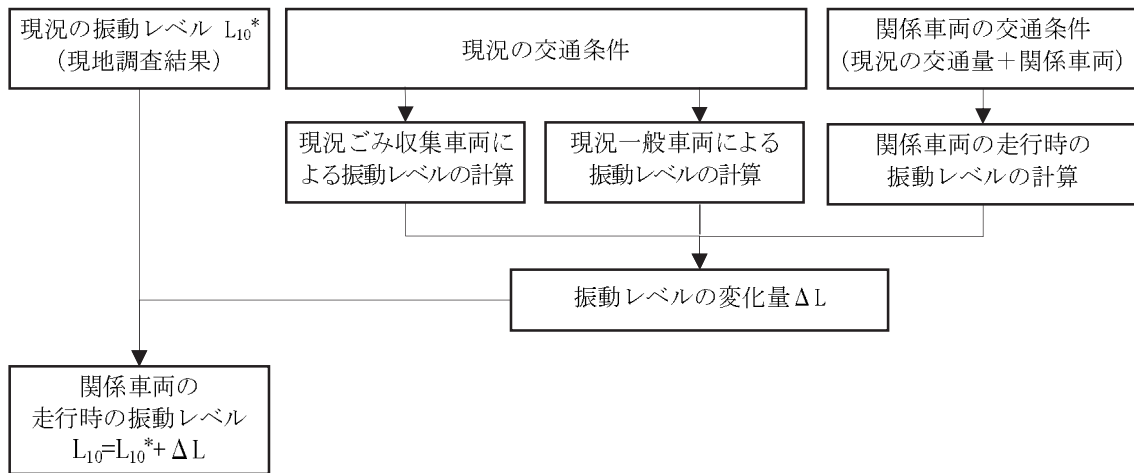 現況の振動レベル L₁₀*
（現地調査結果）
現況の交通条件
関係車両の交通条件
（現況の交通量＋関係車両）
現況ごみ収集車両に
よる振動レベルの計算
現況一般車両による
振動レベルの計算
関係車両の走行時の
振動レベルの計算
振動レベルの変化量ΔL
関係車両の
走行時の振動レベル
L₁₀=L₁₀*+ΔL